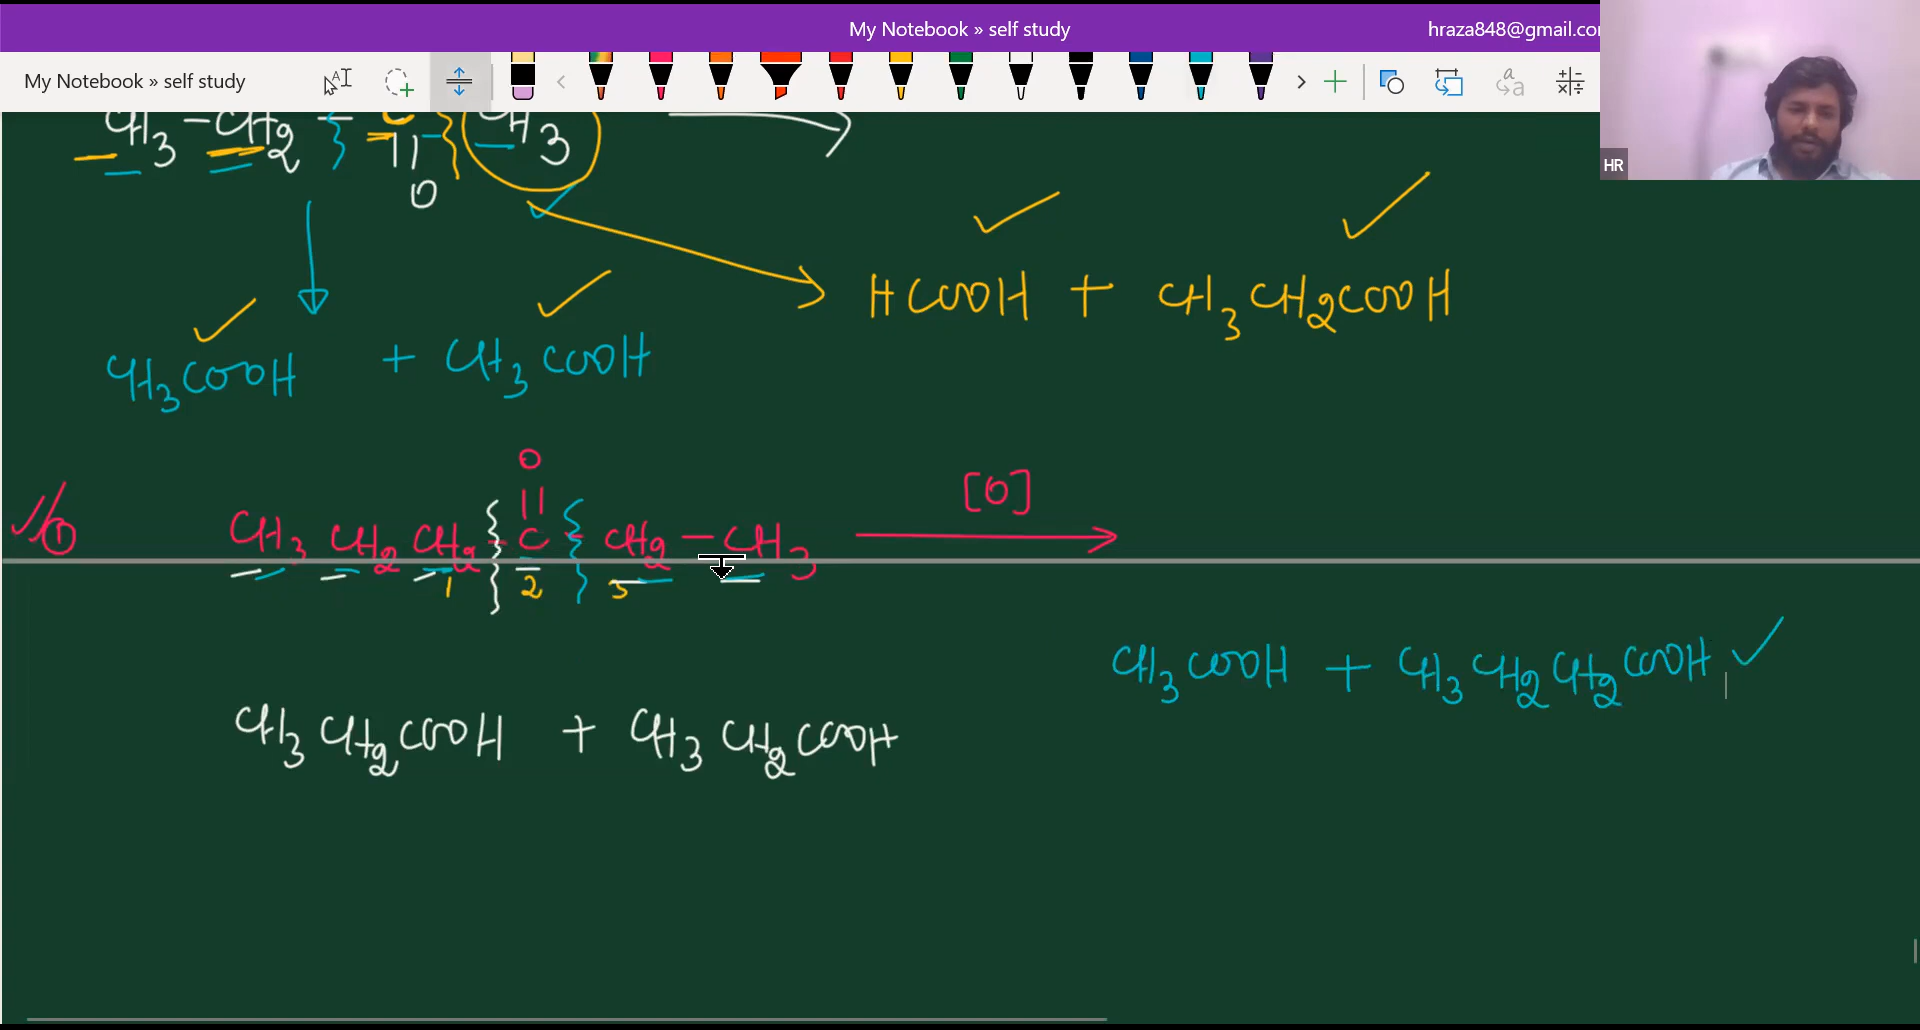 My Notebook » self study
hraza848@gmail.co
My Notebook » self study
HR
CH3 – CH2 – C CH3
O
HCOOH + CH3CH2COOH
CH3COOH + CH3COOH
O
[O]
① CH3 CH2 CH2 – C – CH2 – CH3
1 2 3
CH3COOH + CH3CH2CH2COOH
CH3CH2COOH + CH3CH2COOH